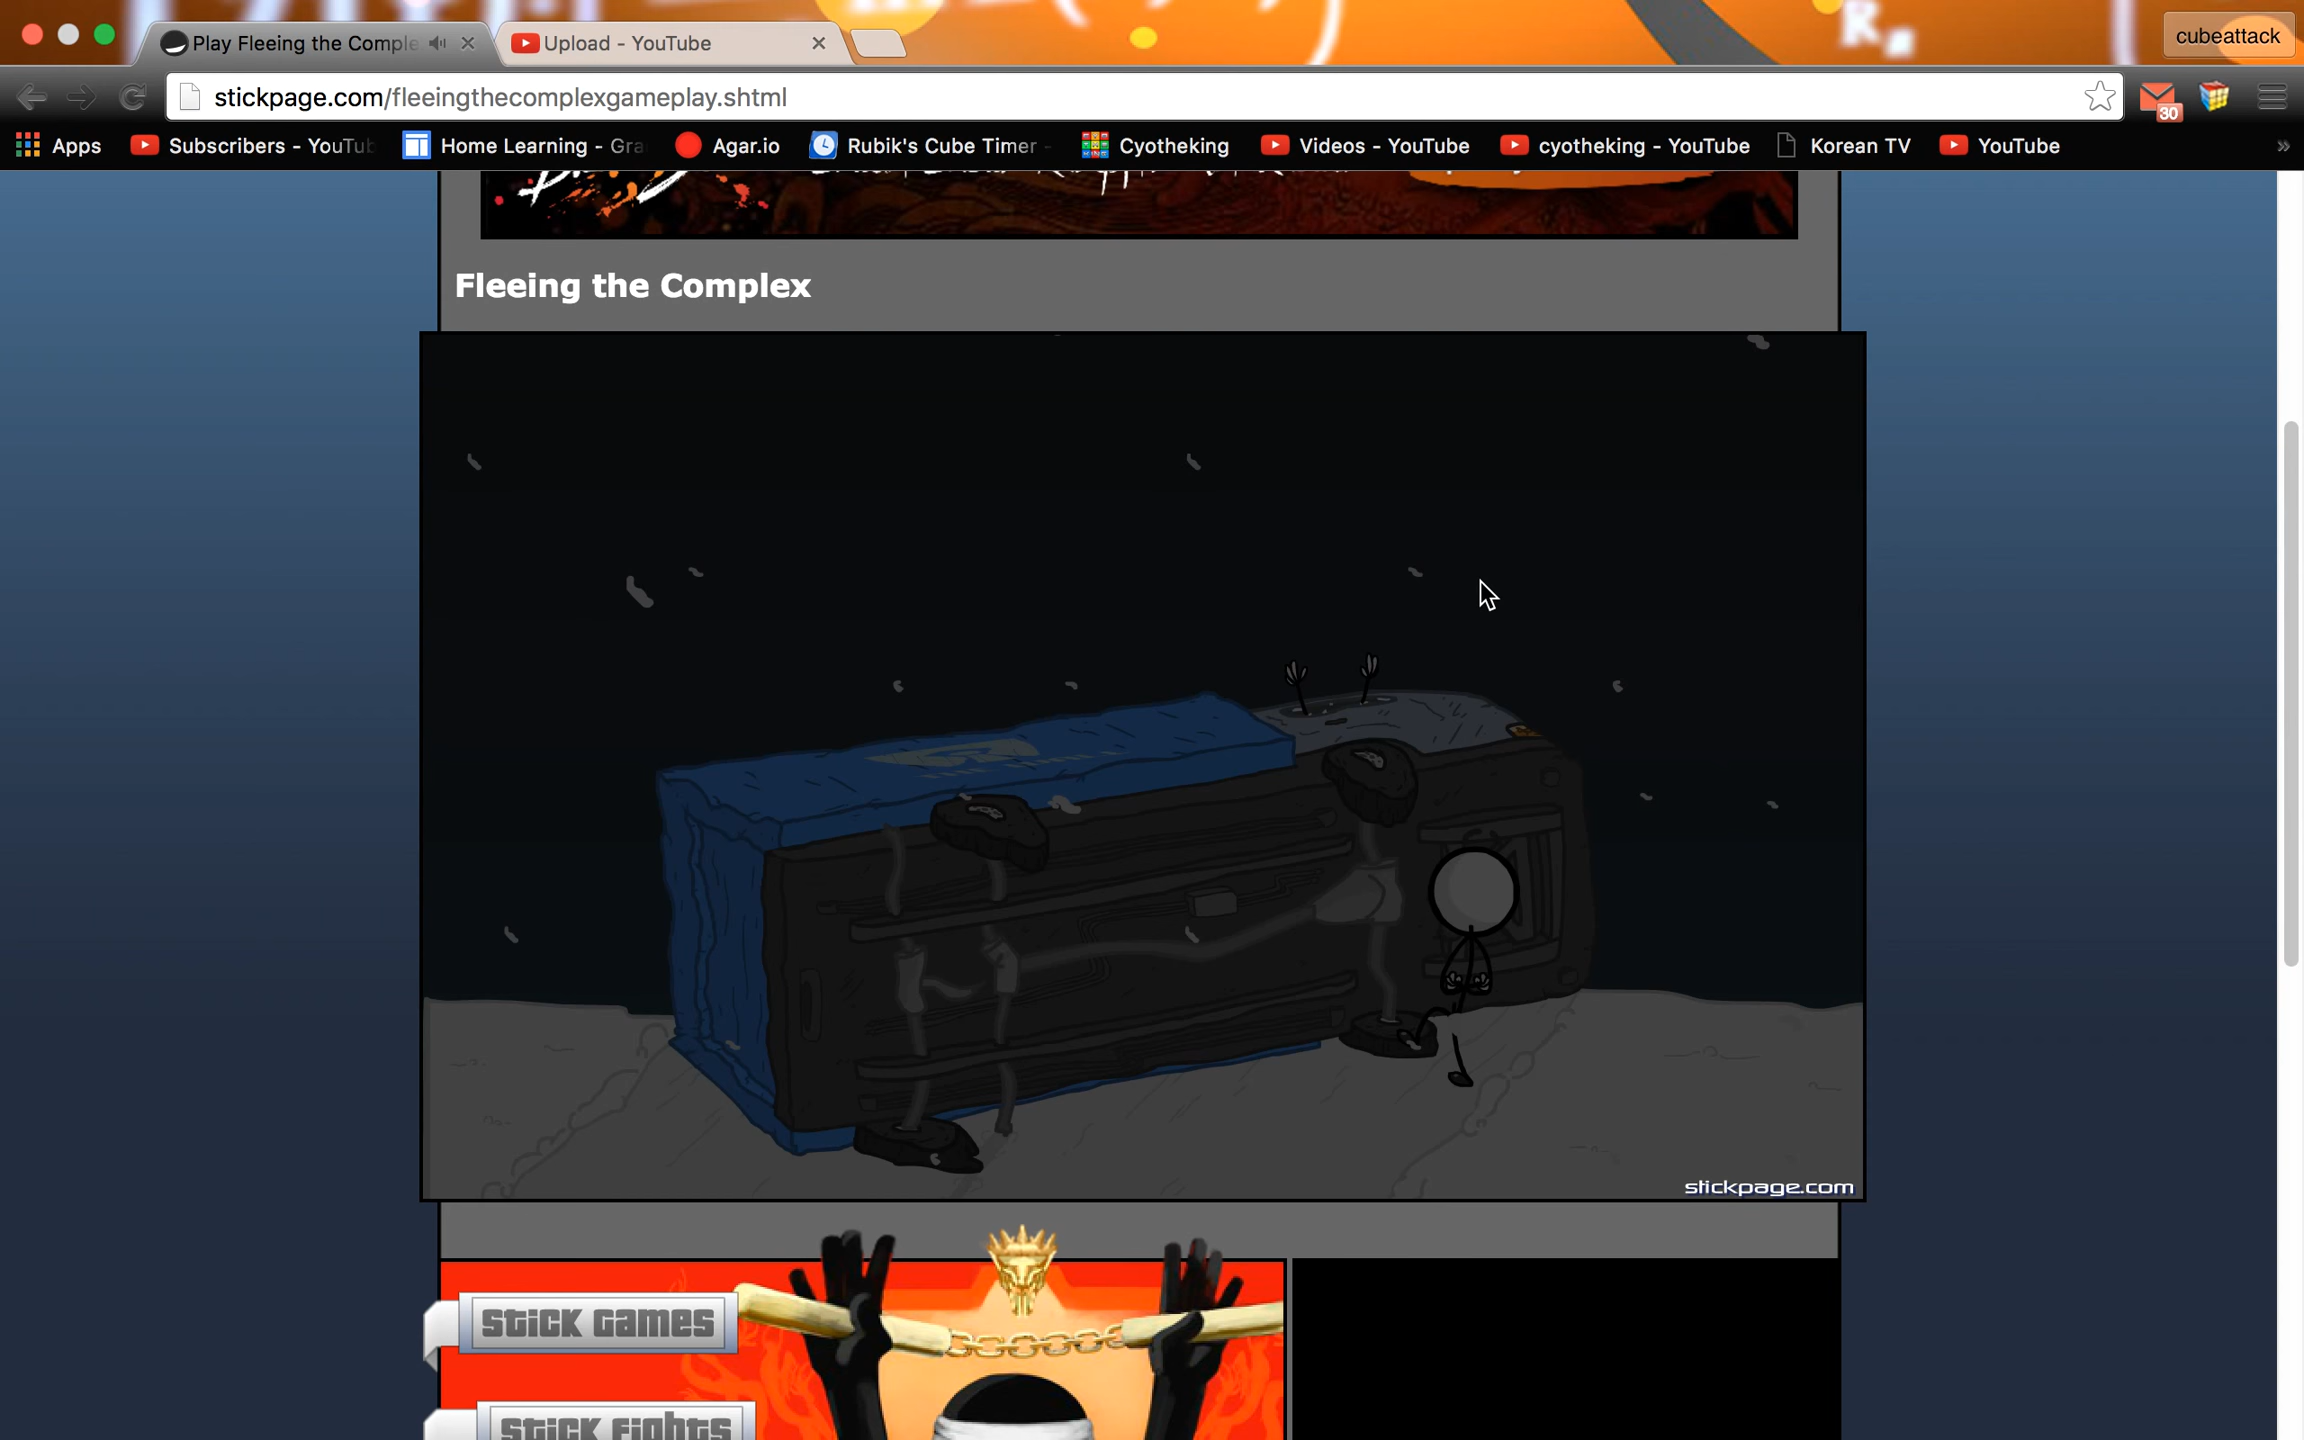 Play Fleeing the Comple
Upload - YouTube
cubeattack
stickpage.com/fleeingthecomplexgameplay.shtml
30
Apps
Subscribers - YouTub
Home Learning - Gra
Agar.io
Rubik's Cube Timer -
Cyotheking
Videos - YouTube
cyotheking - YouTube
Korean TV
YouTube
»
Fleeing the Complex
stickpage.com
STICK GAMES
STICK FIGHTS